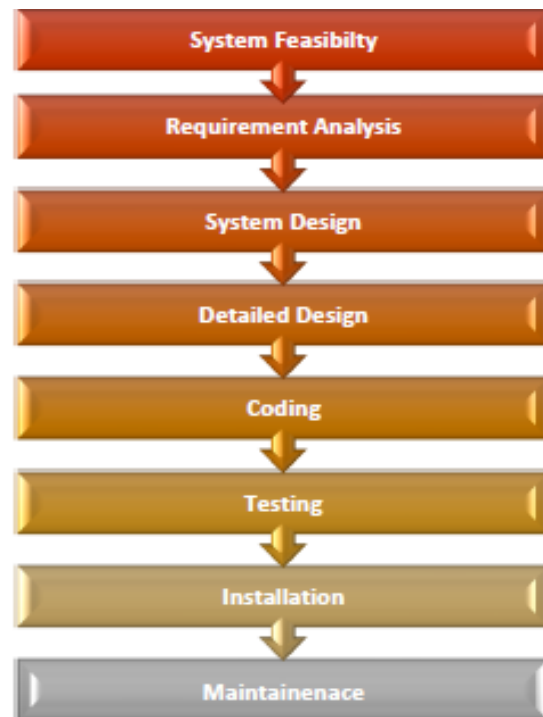 System Feasibilty
Requirement Analysis
System Design
Detailed Design
Coding
Testing
Installation
Maintainenace